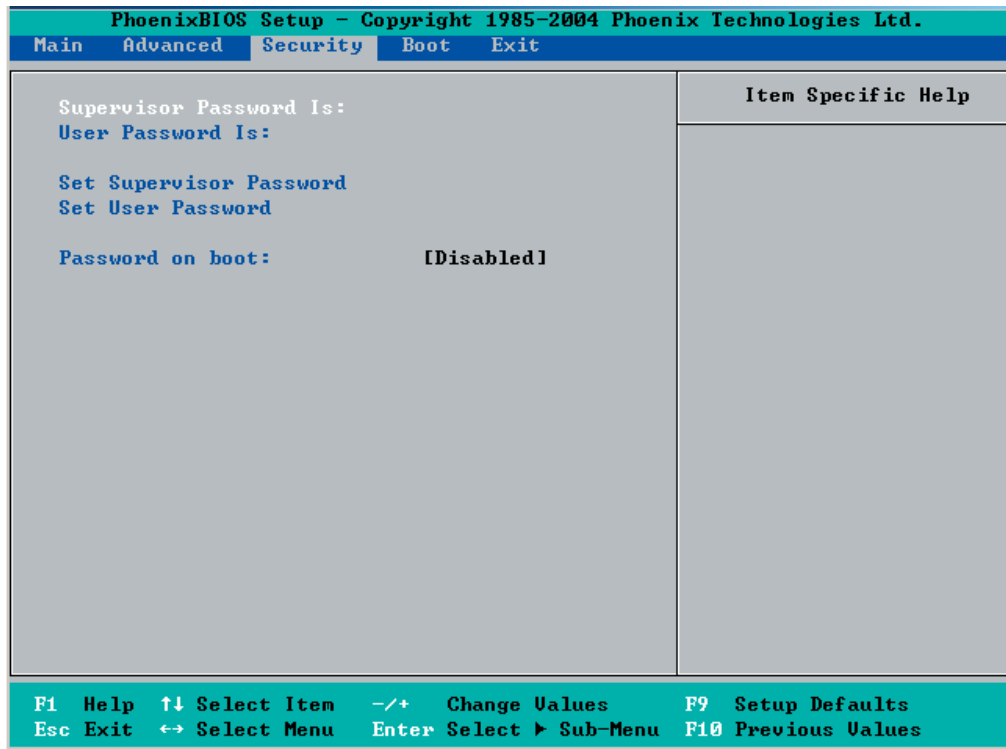 PhoenixBIOS Setup - Copyright 1985-2004 Phoenix Technologies Ltd.
Main Advanced Security Boot Exit
Item Specific Help
Supervisor Password Is:
User Password Is:
Set Supervisor Password
Set User Password
Password on boot: [Disabled]
F1 Help ↑↓ Select Item -/+ Change Values F9 Setup Defaults
Esc Exit ↔ Select Menu Enter Select ▶ Sub-Menu F10 Previous Values